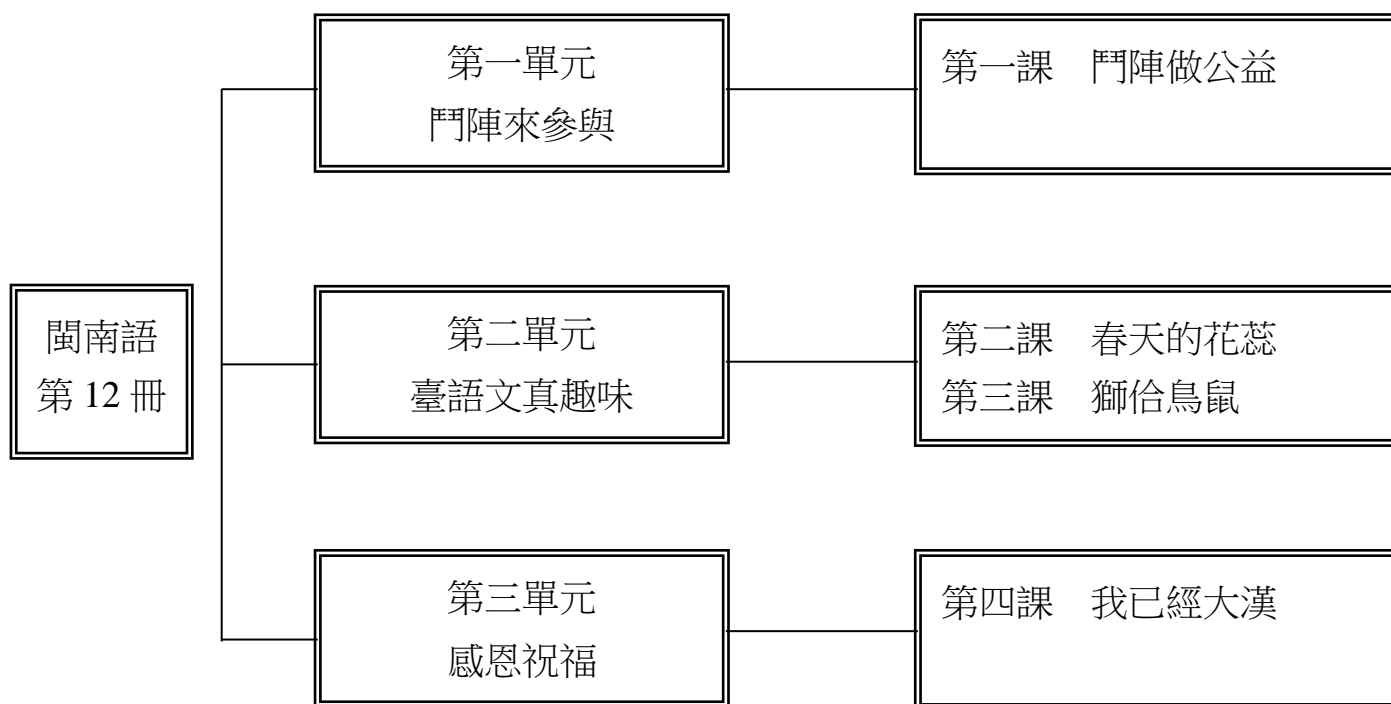 閩南語
第 12 冊
第一單元
鬥陣來參與
第一課　鬥陣做公益
第二單元
臺語文真趣味
第二課　春天的花蕊
第三課　獅佮鳥鼠
第三單元
感恩祝福
第四課　我已經大漢